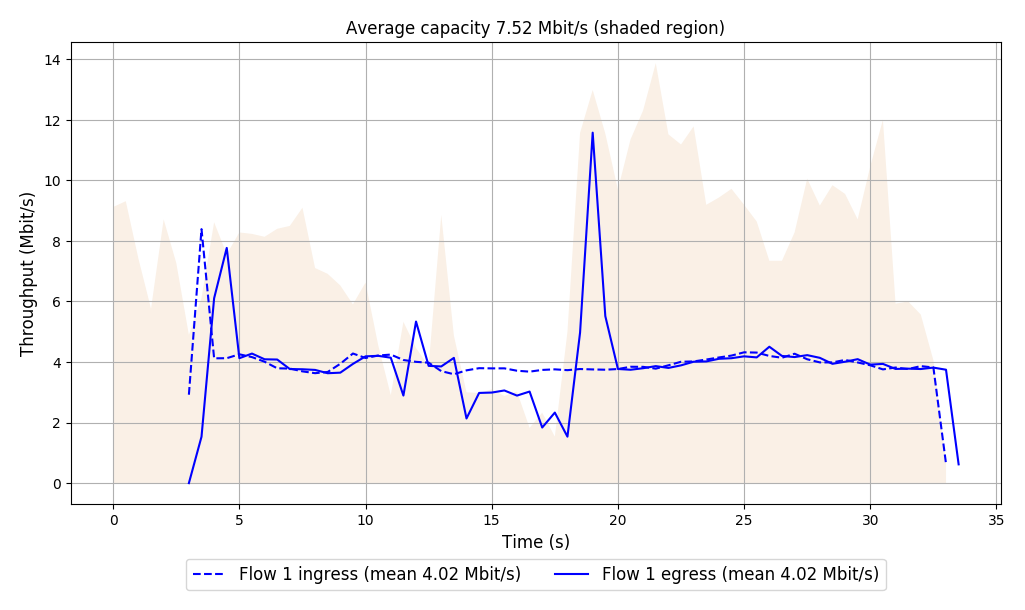 Average capacity 7.52 Mbit/s (shaded region)
14
12
10
8
6
4
2
0
Throughput (Mbit/s)
0 5 10 15 20 25 30 35
Time (s)
Flow 1 ingress (mean 4.02 Mbit/s) Flow 1 egress (mean 4.02 Mbit/s)